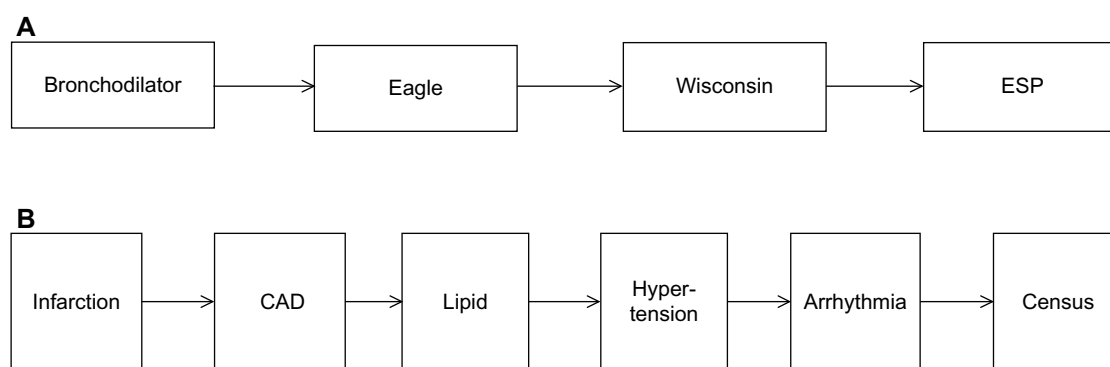 A
Bronchodilator
Eagle
Wisconsin
ESP
B
Infarction
CAD
Lipid
Hyper-
tension
Arrhythmia
Census